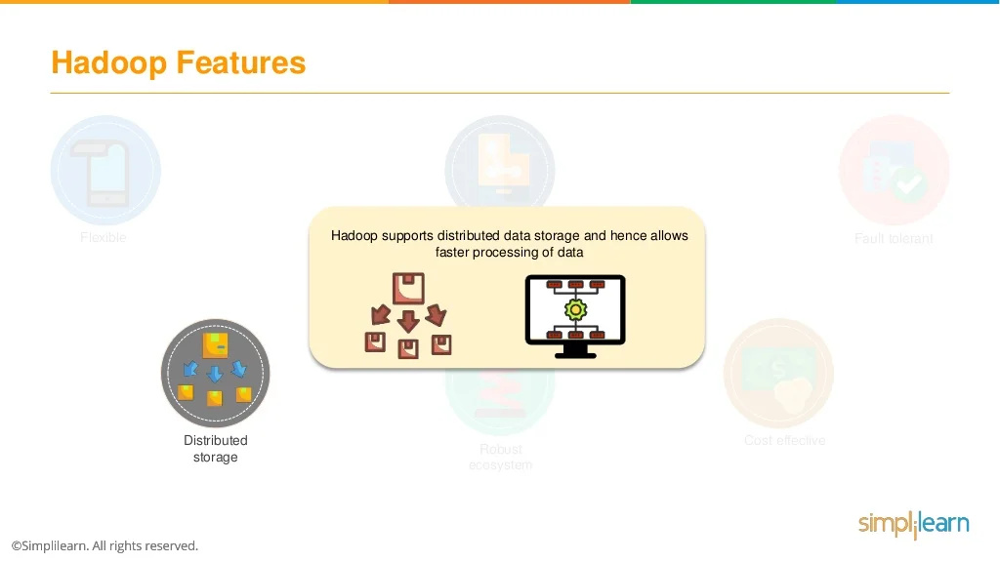 Hadoop Features
Flexible
Fault tolerant
Hadoop supports distributed data storage and hence allows
faster processing of data
Distributed
storage
Robust
ecosystem
Cost effective
simplilearn
©Simplilearn. All rights reserved.